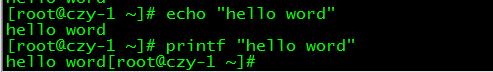 [root@czy-1 ~]# echo "hello word"
hello word
[root@czy-1 ~]# printf "hello word"
hello word[root@czy-1 ~]#